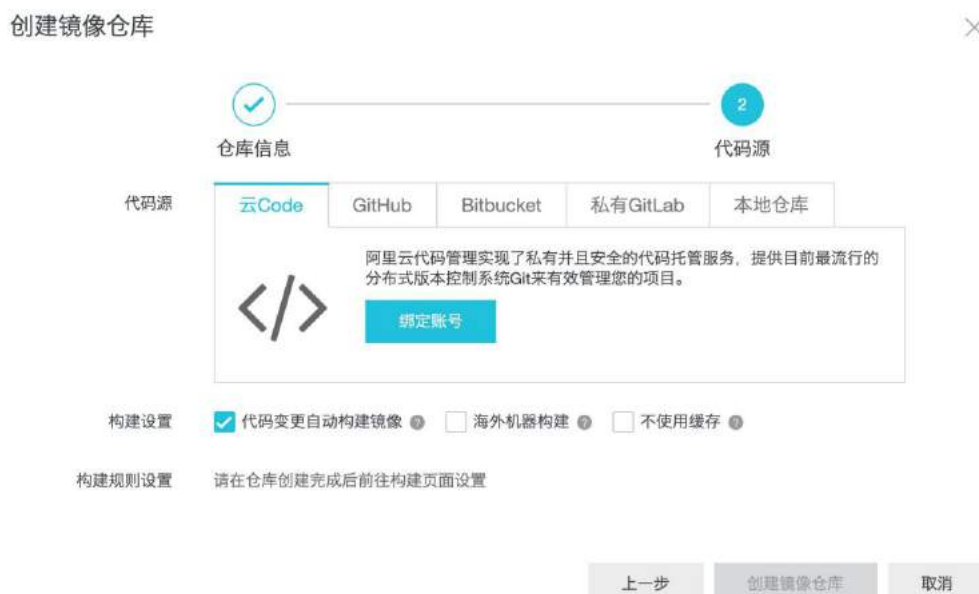 创建镜像仓库
2
仓库信息
代码源
代码源
云Code
GitHub
Bitbucket
私有GitLab
本地仓库
阿里云代码管理实现了私有并且安全的代码托管服务，提供目前最流行的
分布式版本控制系统Git来有效管理您的项目。
绑定账号
构建设置
代码变更自动构建镜像
海外机器构建
不使用缓存
构建规则设置
请在仓库创建完成后前往构建页面设置
上一步
创建镜像仓库
取消